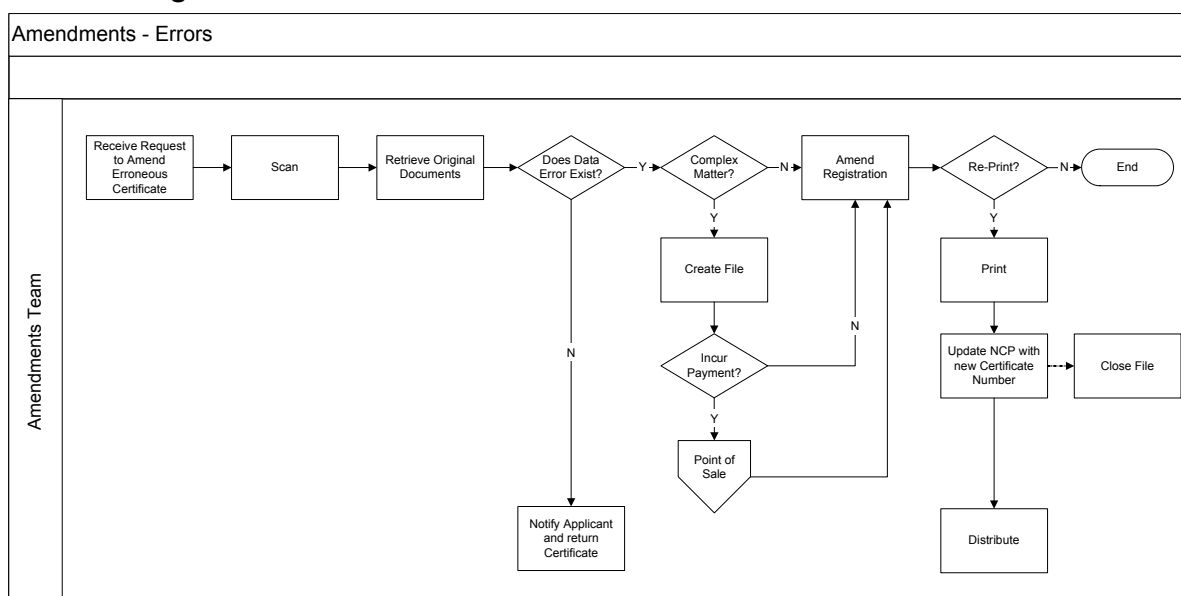 Amendments - Errors
Amendments Team
Receive Request
to Amend
Erroneous
Certificate
Scan
Retrieve Original
Documents
Does Data
Error Exist?
Y
Complex
Matter?
N
Amend
Registration
Re-Print?
N
End
Y
Y
Create File
Print
N
N
Incur
Payment?
Update NCP with
new Certificate
Number
Close File
Y
Point of
Sale
Notify Applicant
and return
Certificate
Distribute